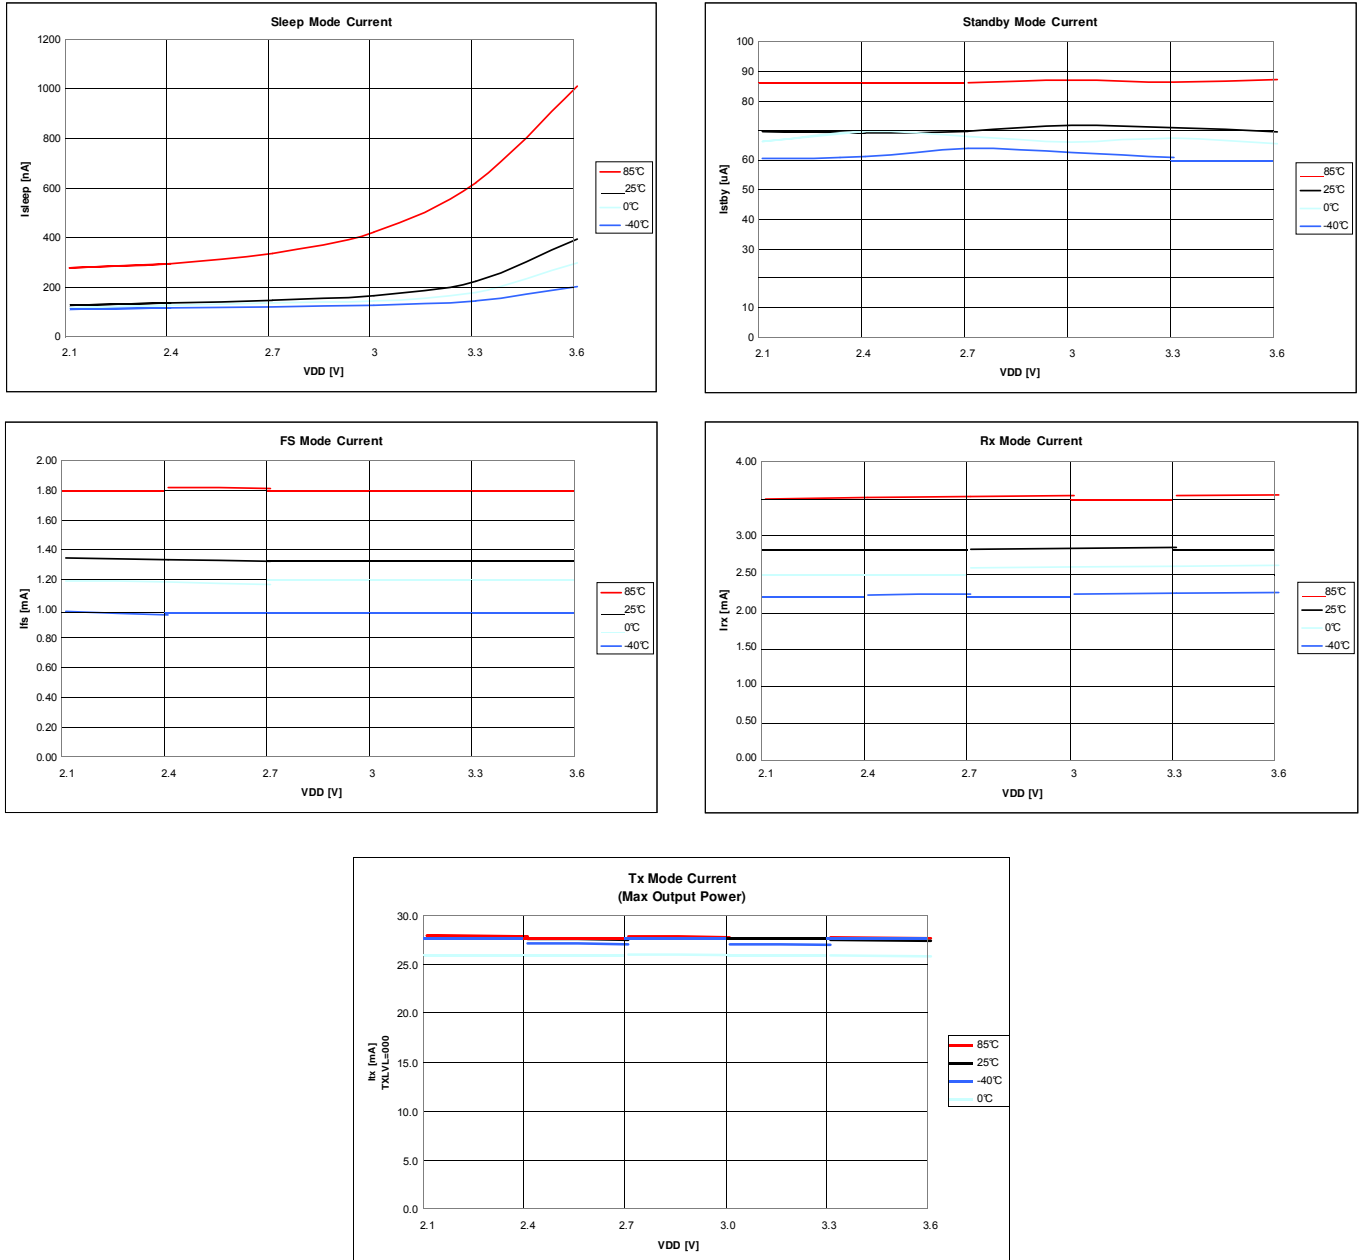 Sleep Mode Current
1200
1000
800
600
400
200
0
2.1 2.4 2.7 3 3.3 3.6
VDD [V]
Isleep [nA]
85℃
25℃
0℃
-40℃
Standby Mode Current
100
90
80
70
60
50
40
30
20
10
0
2.1 2.4 2.7 3 3.3 3.6
VDD [V]
Istby [uA]
85℃
25℃
0℃
-40℃
FS Mode Current
2.00
1.80
1.60
1.40
1.20
1.00
0.80
0.60
0.40
0.20
0.00
2.1 2.4 2.7 3 3.3 3.6
VDD [V]
Ifs [mA]
85℃
25℃
0℃
-40℃
Rx Mode Current
4.00
3.50
3.00
2.50
2.00
1.50
1.00
0.50
0.00
2.1 2.4 2.7 3 3.3 3.6
VDD [V]
Irx [mA]
85℃
25℃
0℃
-40℃
Tx Mode Current
(Max Output Power)
30.0
25.0
20.0
15.0
10.0
5.0
0.0
2.1 2.4 2.7 3.0 3.3 3.6
VDD [V]
Itx [mA]
TXLVL=000
85℃
25℃
-40℃
0℃